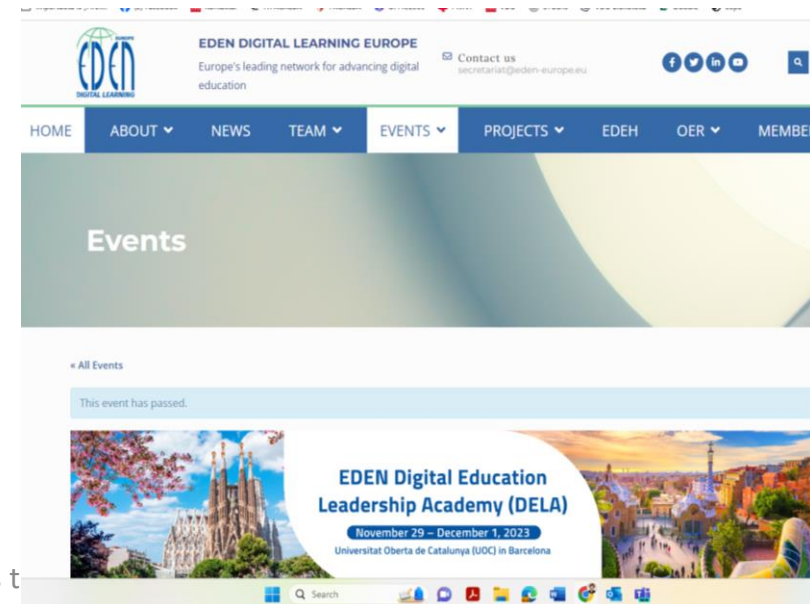 EDEN
DIGITAL LEARNING
EDEN DIGITAL LEARNING EUROPE
Europe's leading network for advancing digital
education
Contact us
secretariat@eden-europe.eu
HOME ABOUT NEWS TEAM EVENTS PROJECTS EDEH OER MEMBE
Events
« All Events
This event has passed.
EDEN Digital Education
Leadership Academy (DELA)
November 29 – December 1, 2023
Universitat Oberta de Catalunya (UOC) in Barcelona
t
Search